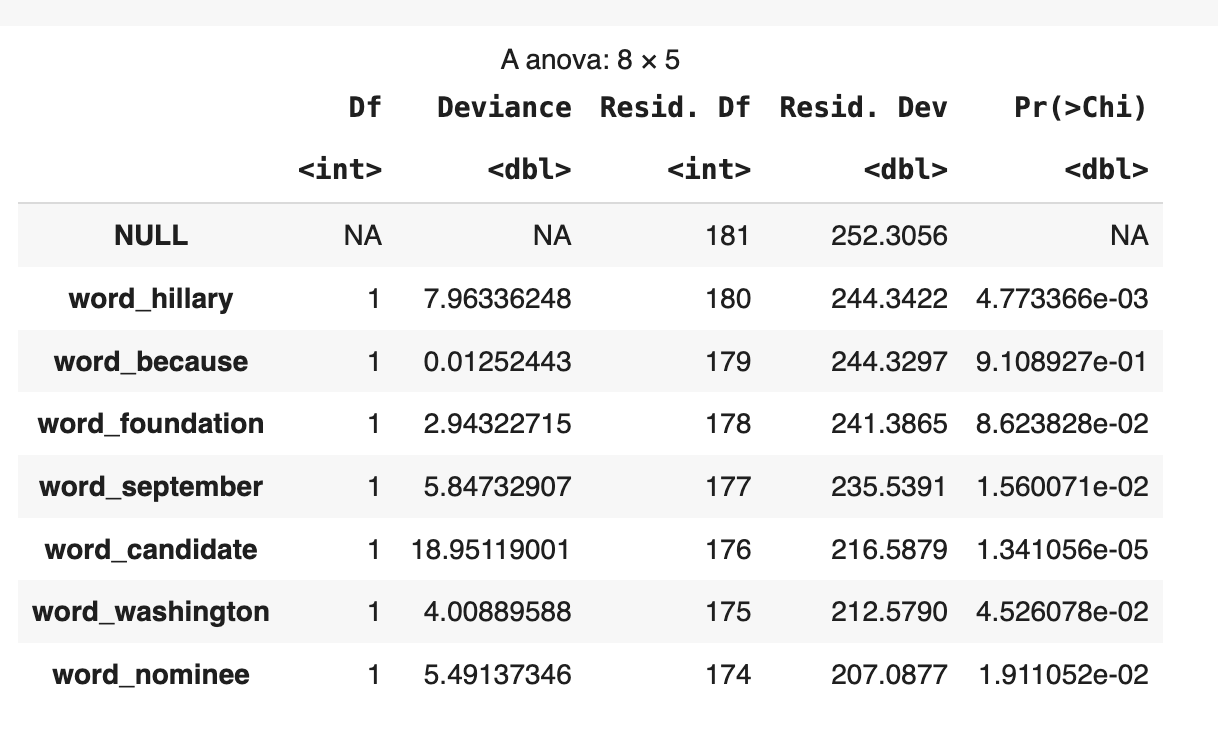 A anova: 8 × 5
Df Deviance Resid. Df Resid. Dev Pr(>Chi)
<int> <dbl> <int> <dbl> <dbl>
NULL NA NA 181 252.3056 NA
word_hillary 1 7.96336248 180 244.3422 4.773366e-03
word_because 1 0.01252443 179 244.3297 9.108927e-01
word_foundation 1 2.94322715 178 241.3865 8.623828e-02
word_september 1 5.84732907 177 235.5391 1.560071e-02
word_candidate 1 18.95119001 176 216.5879 1.341056e-05
word_washington 1 4.00889588 175 212.5790 4.526078e-02
word_nominee 1 5.49137346 174 207.0877 1.911052e-02